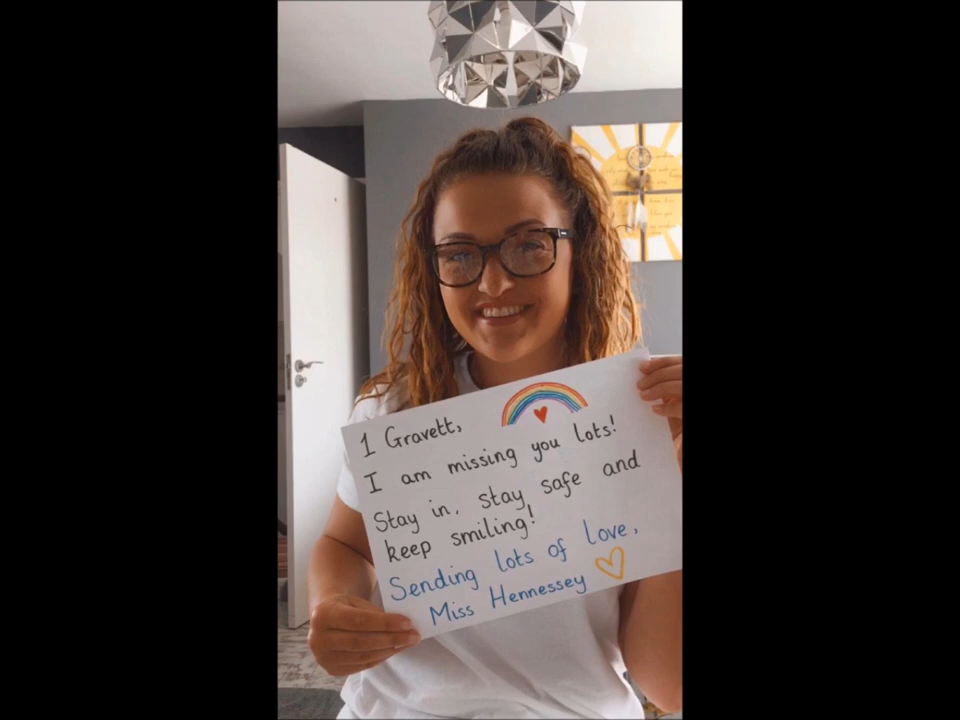 1 Gravett,
I am missing you lots!
Stay in, stay safe and
keep smiling!
Sending lots of love,
Miss Hennessey